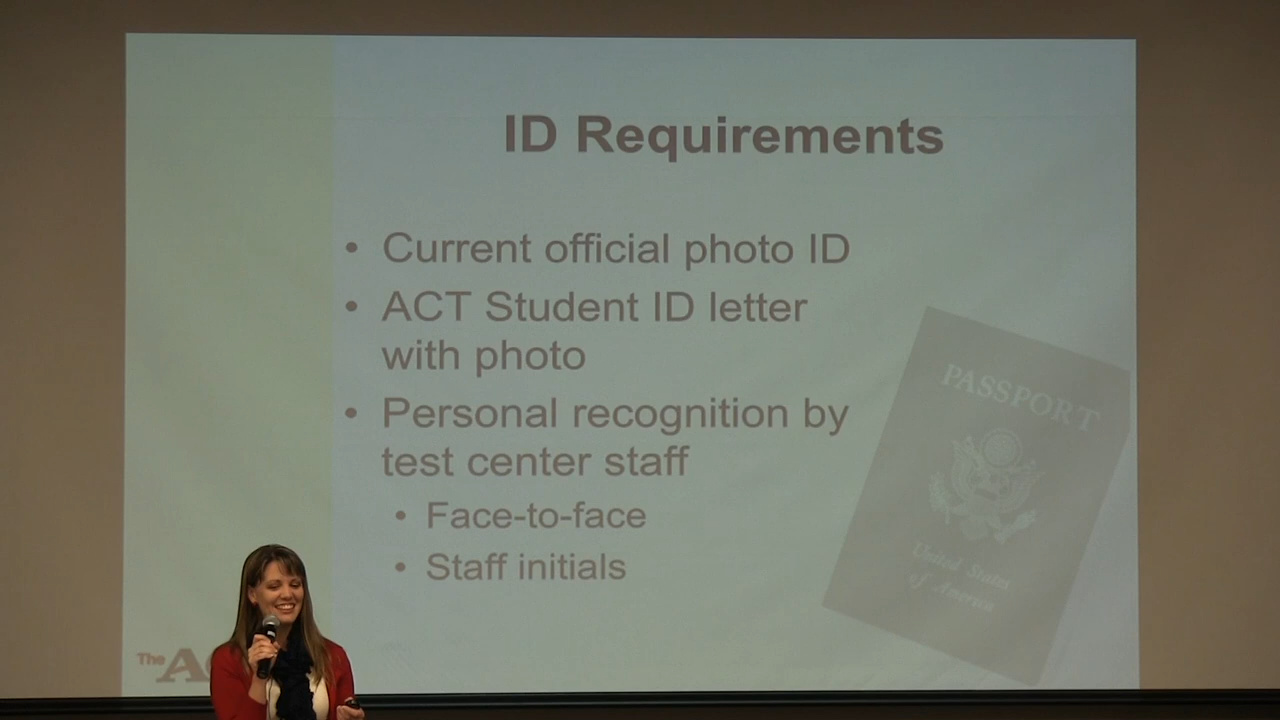 ID Requirements
• Current official photo ID
• ACT Student ID letter
with photo
• Personal recognition by
test center staff
• Face-to-face
• Staff initials
PASSPORT
United States
of America
The